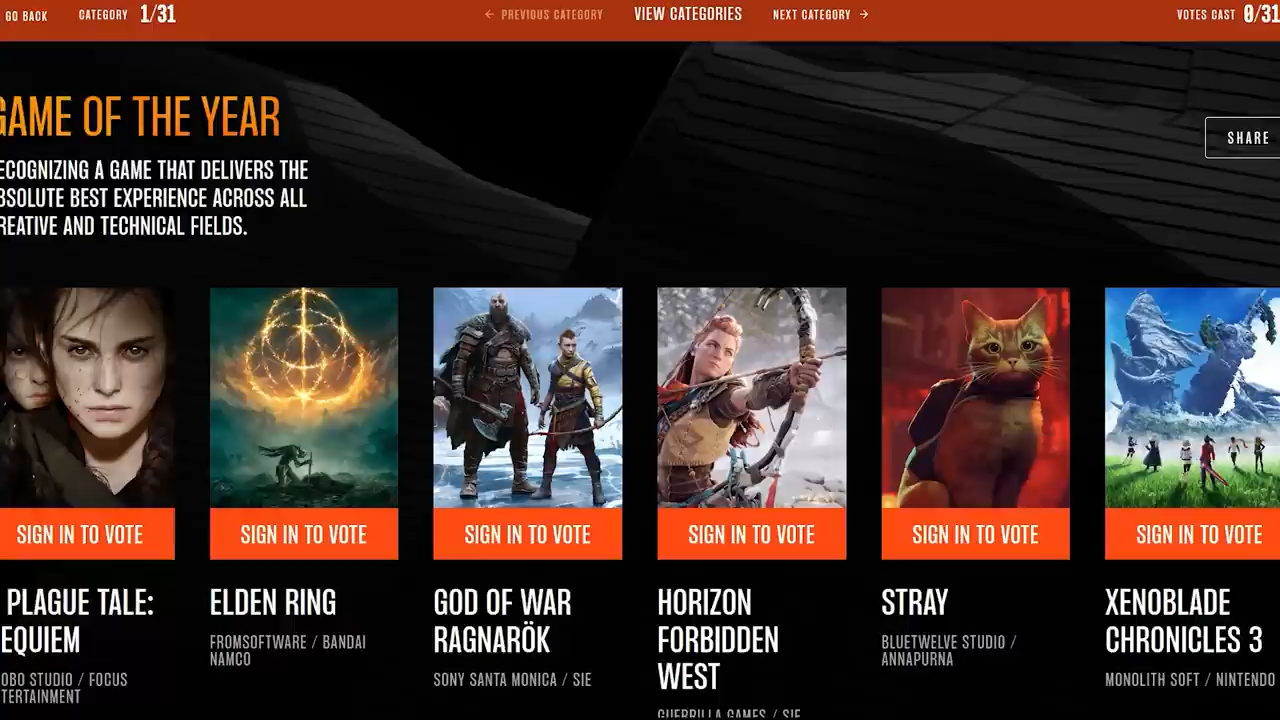 GO BACK CATEGORY 1/31 ← PREVIOUS CATEGORY VIEW CATEGORIES NEXT CATEGORY → VOTES CAST 0/31
GAME OF THE YEAR
ECOGNIZING A GAME THAT DELIVERS THE
BSOLUTE BEST EXPERIENCE ACROSS ALL
REATIVE AND TECHNICAL FIELDS.
SHARE
SIGN IN TO VOTE SIGN IN TO VOTE SIGN IN TO VOTE SIGN IN TO VOTE SIGN IN TO VOTE SIGN IN TO VOTE
PLAGUE TALE:
EQUIEM
OBO STUDIO / FOCUS
TERTAINMENT
ELDEN RING
FROMSOFTWARE / BANDAI
NAMCO
GOD OF WAR
RAGNARÖK
SONY SANTA MONICA / SIE
HORIZON
FORBIDDEN
WEST
GUERRILLA GAMES / SIE
STRAY
BLUETWELVE STUDIO /
ANNAPURNA
XENOBLADE
CHRONICLES 3
MONOLITH SOFT / NINTENDO